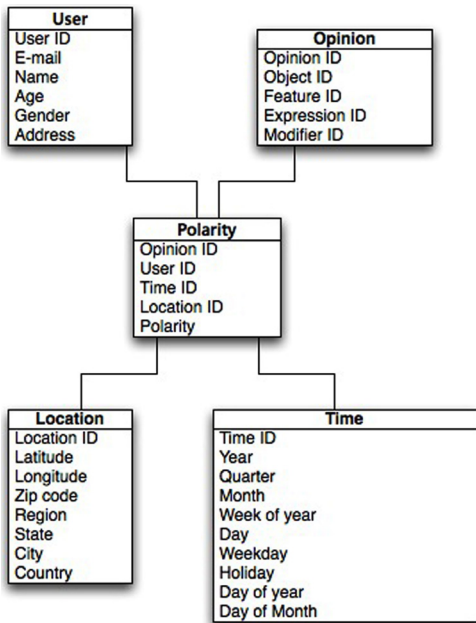 User
User ID
E-mail
Name
Age
Gender
Address
Opinion
Opinion ID
Object ID
Feature ID
Expression ID
Modifier ID
Polarity
Opinion ID
User ID
Time ID
Location ID
Polarity
Location
Location ID
Latitude
Longitude
Zip code
Region
State
City
Country
Time
Time ID
Year
Quarter
Month
Week of year
Day
Weekday
Holiday
Day of year
Day of Month